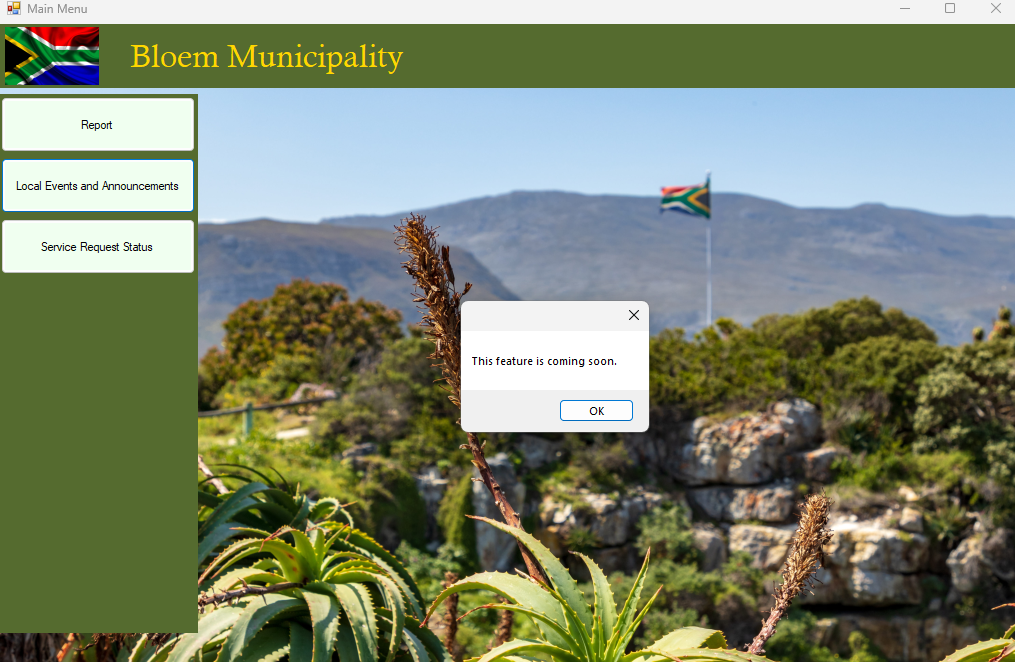 Main Menu
Bloem Municipality
Report
Local Events and Announcements
Service Request Status
This feature is coming soon.
OK